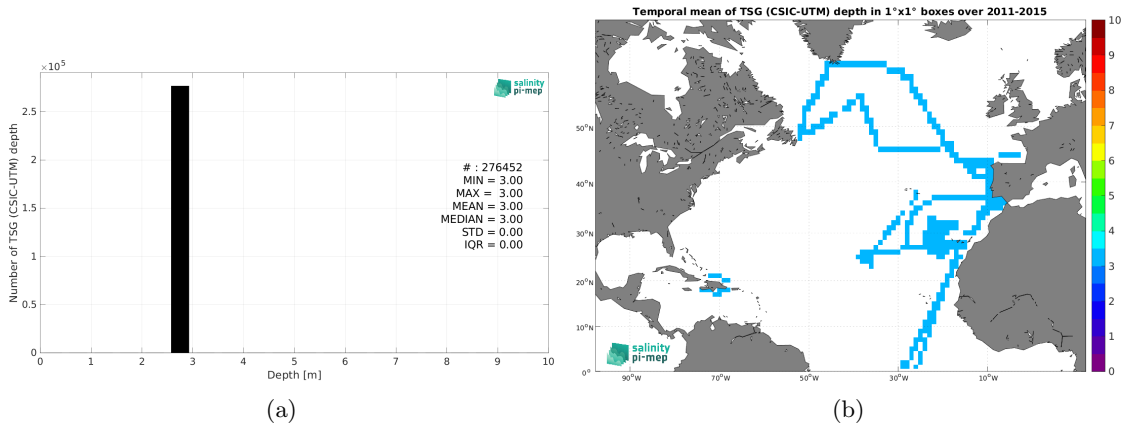 ×10⁵
2.5
2
1.5
1
0.5
0
0 1 2 3 4 5 6 7 8 9 10
Number of TSG (CSIC-UTM) depth
Depth [m]
salinity
pi-mep
# : 276452
MIN = 3.00
MAX = 3.00
MEAN = 3.00
MEDIAN = 3.00
STD = 0.00
IQR = 0.00
(a)
Temporal mean of TSG (CSIC-UTM) depth in 1°x1° boxes over 2011-2015
50°N
40°N
30°N
20°N
10°N
0°
90°W 70°W 50°W 30°W 10°W
salinity
pi-mep
10
9
8
7
6
5
4
3
2
1
0
(b)